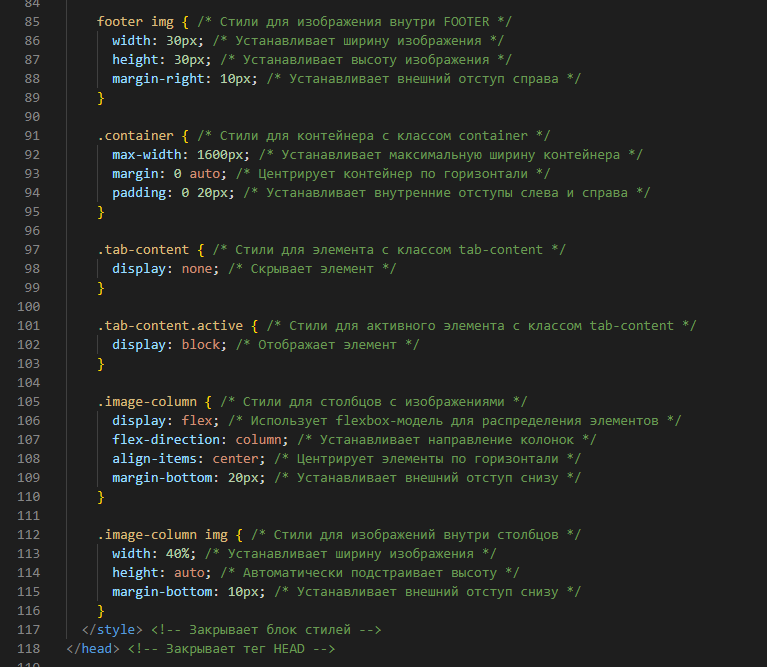 84
85 footer img { /* Стили для изображения внутри FOOTER */
86 width: 30px; /* Устанавливает ширину изображения */
87 height: 30px; /* Устанавливает высоту изображения */
88 margin-right: 10px; /* Устанавливает внешний отступ справа */
89 }
90
91 .container { /* Стили для контейнера с классом container */
92 max-width: 1600px; /* Устанавливает максимальную ширину контейнера */
93 margin: 0 auto; /* Центрирует контейнер по горизонтали */
94 padding: 0 20px; /* Устанавливает внутренние отступы слева и справа */
95 }
96
97 .tab-content { /* Стили для элемента с классом tab-content */
98 display: none; /* Скрывает элемент */
99 }
100
101 .tab-content.active { /* Стили для активного элемента с классом tab-content */
102 display: block; /* Отображает элемент */
103 }
104
105 .image-column { /* Стили для столбцов с изображениями */
106 display: flex; /* Использует flexbox-модель для распределения элементов */
107 flex-direction: column; /* Устанавливает направление колонок */
108 align-items: center; /* Центрирует элементы по горизонтали */
109 margin-bottom: 20px; /* Устанавливает внешний отступ снизу */
110 }
111
112 .image-column img { /* Стили для изображений внутри столбцов */
113 width: 40%; /* Устанавливает ширину изображения */
114 height: auto; /* Автоматически подстраивает высоту */
115 margin-bottom: 10px; /* Устанавливает внешний отступ снизу */
116 }
117 </style> <!-- Закрывает блок стилей -->
118 </head> <!-- Закрывает тег HEAD -->